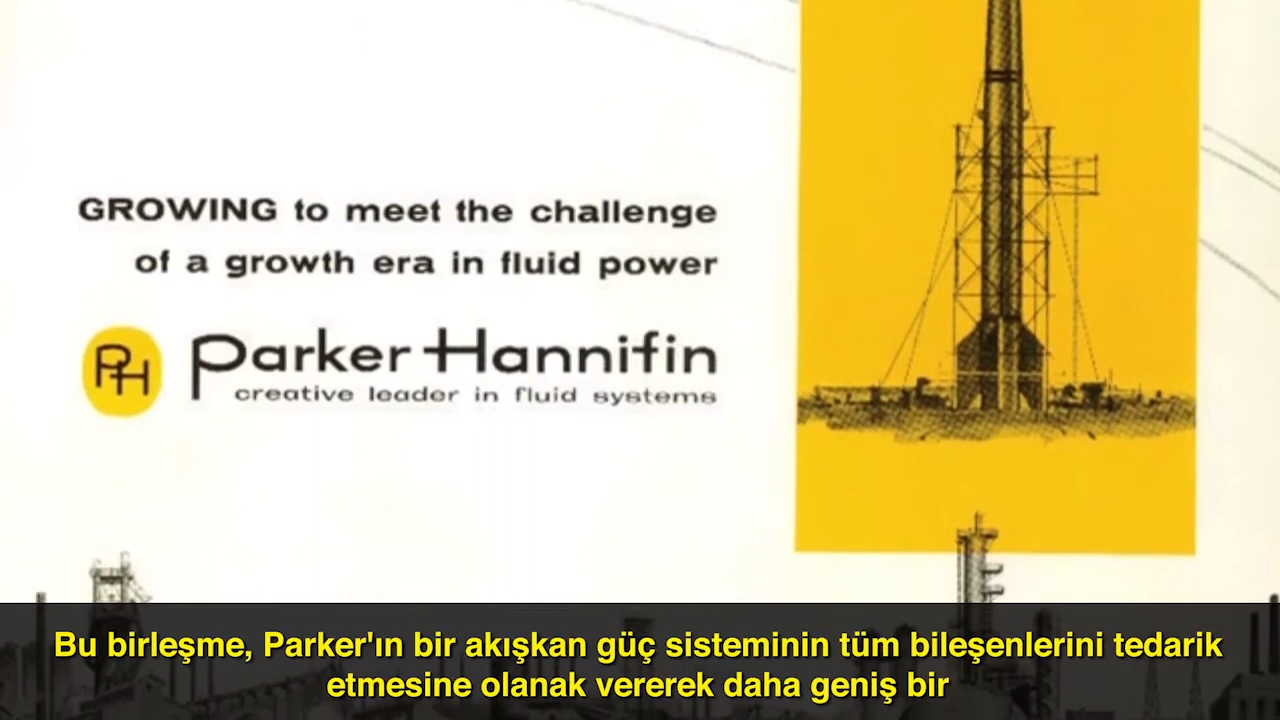 GROWING to meet the challenge
of a growth era in fluid power
PH
Parker Hannifin
creative leader in fluid systems
Bu birleşme, Parker'ın bir akışkan güç sisteminin tüm bileşenlerini tedarik
etmesine olanak vererek daha geniş bir